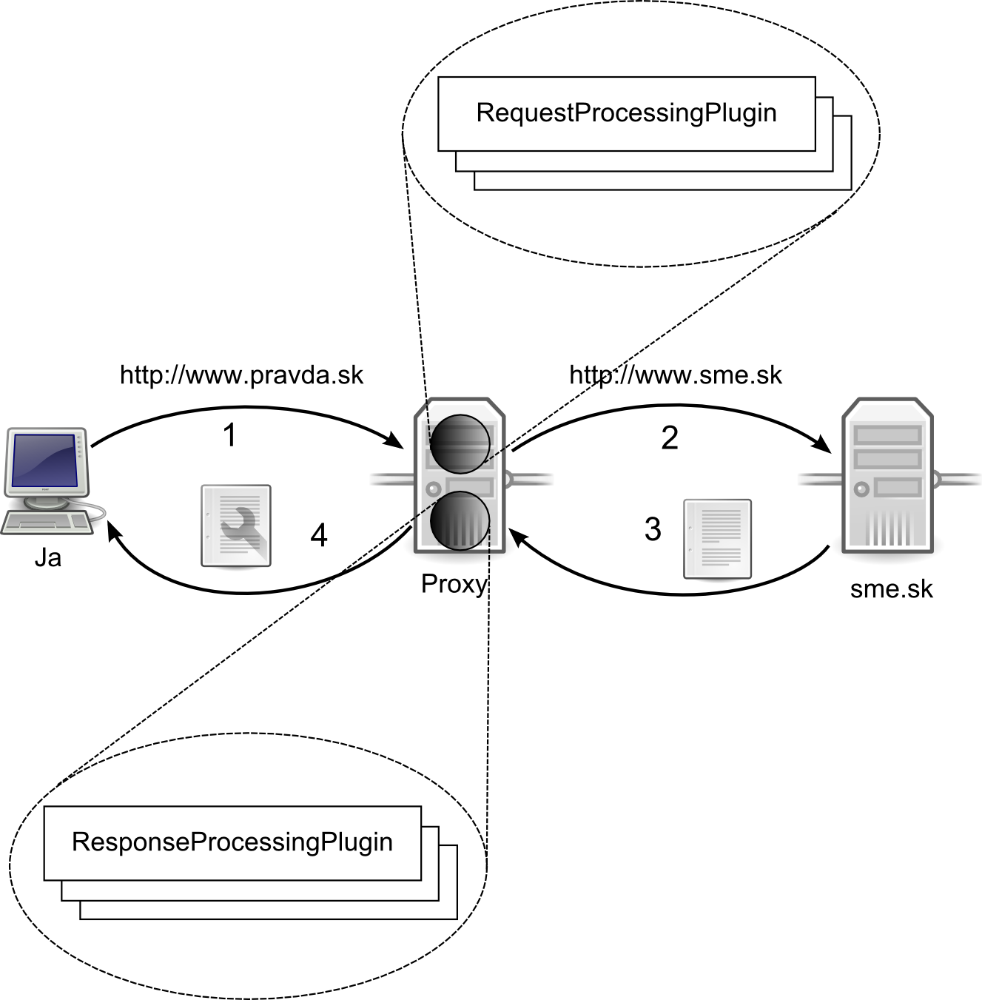 RequestProcessingPlugin
http://www.pravda.sk
http://www.sme.sk
1
2
3
4
Ja
Proxy
sme.sk
ResponseProcessingPlugin